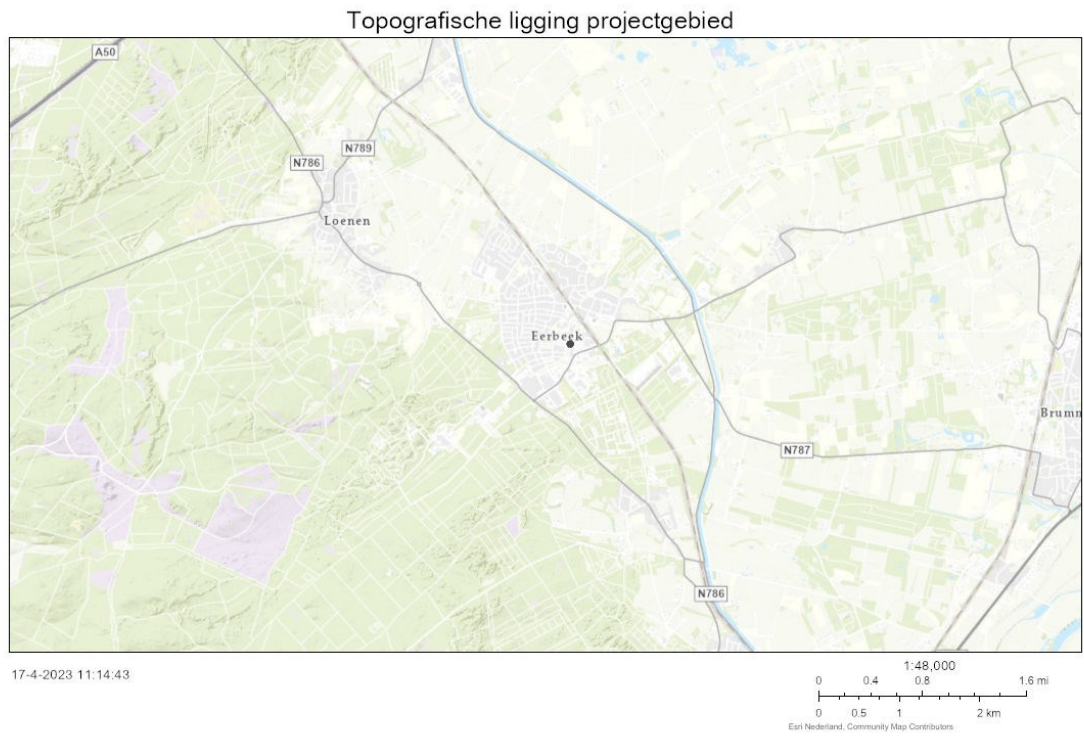 Topografische ligging projectgebied
A50
N789
N786
Loenen
Eerbeek
Brumm
N787
N786
17-4-2023 11:14:43
1:48,000
0 0.4 0.8 1.6 mi
0 0.5 1 2 km
Esri Nederland, Community Map Contributors